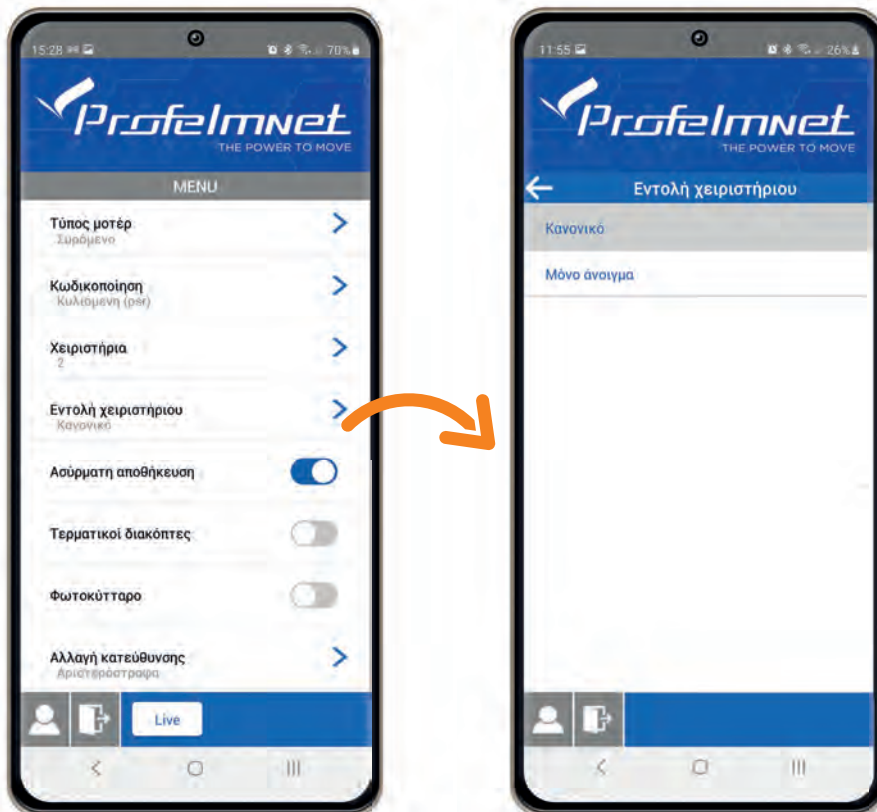 15:28
70%
Profelmnet
THE POWER TO MOVE
MENU
Τύπος μοτέρ
Συρόμενο
Κωδικοποίηση
Κυλιόμενη (psr)
Χειριστήρια
2
Εντολή χειριστήριου
Κανονικό
Ασύρματη αποθήκευση
Τερματικοί διακόπτες
Φωτοκύτταρο
Αλλαγή κατεύθυνσης
Αριστερόστροφα
Live
11:55
26%
Profelmnet
THE POWER TO MOVE
Εντολή χειριστήριου
Κανονικό
Μόνο άνοιγμα